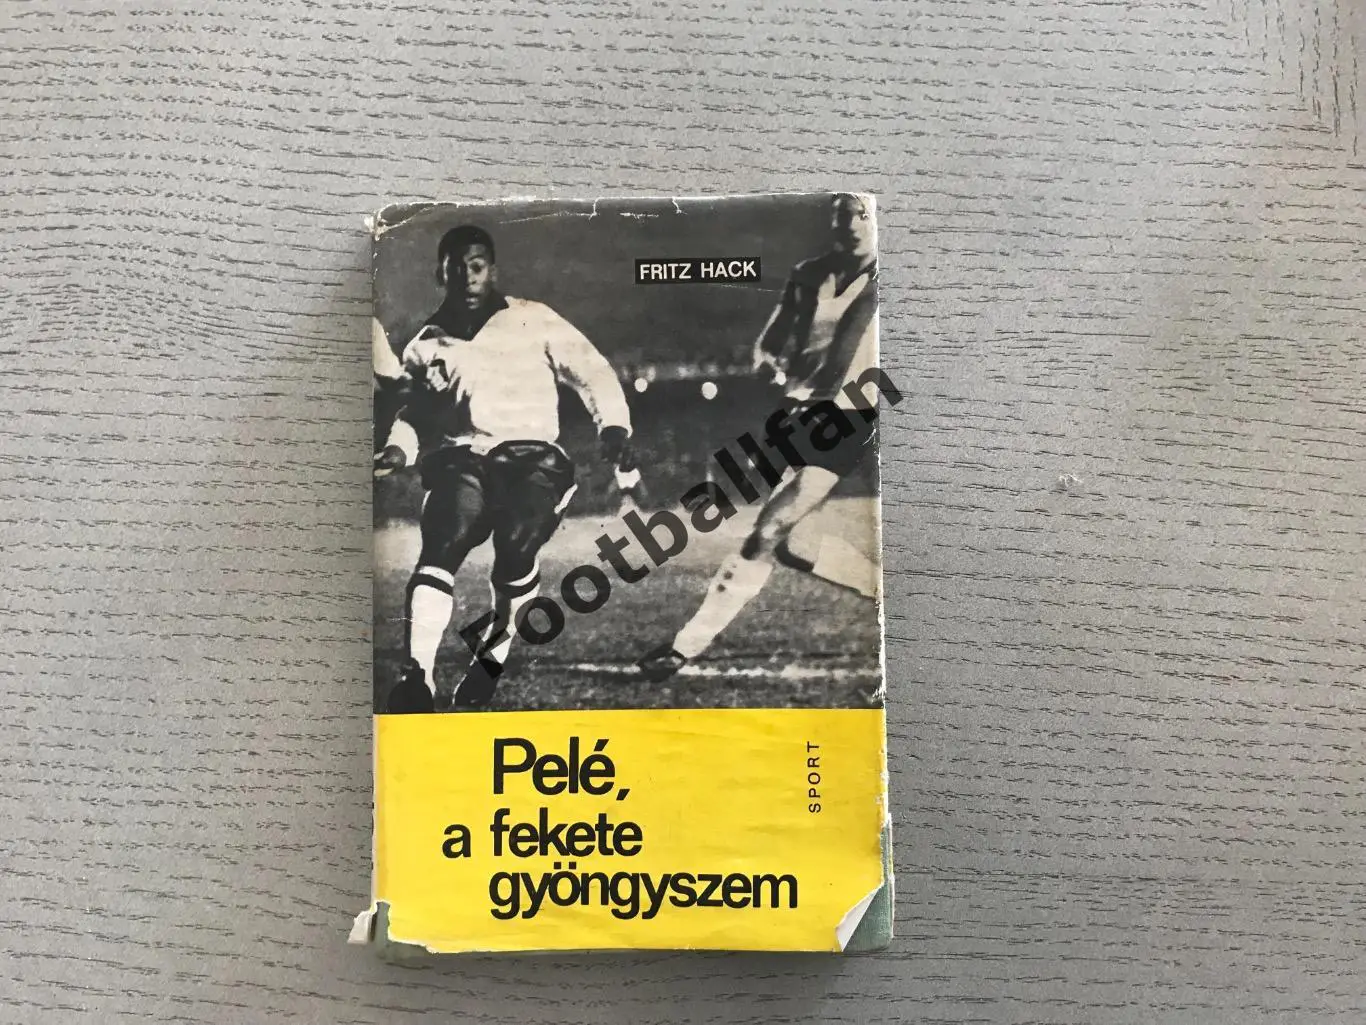 FRITZ HACK
Footballfan
Pelé,
a fekete
gyöngyszem
SPORT